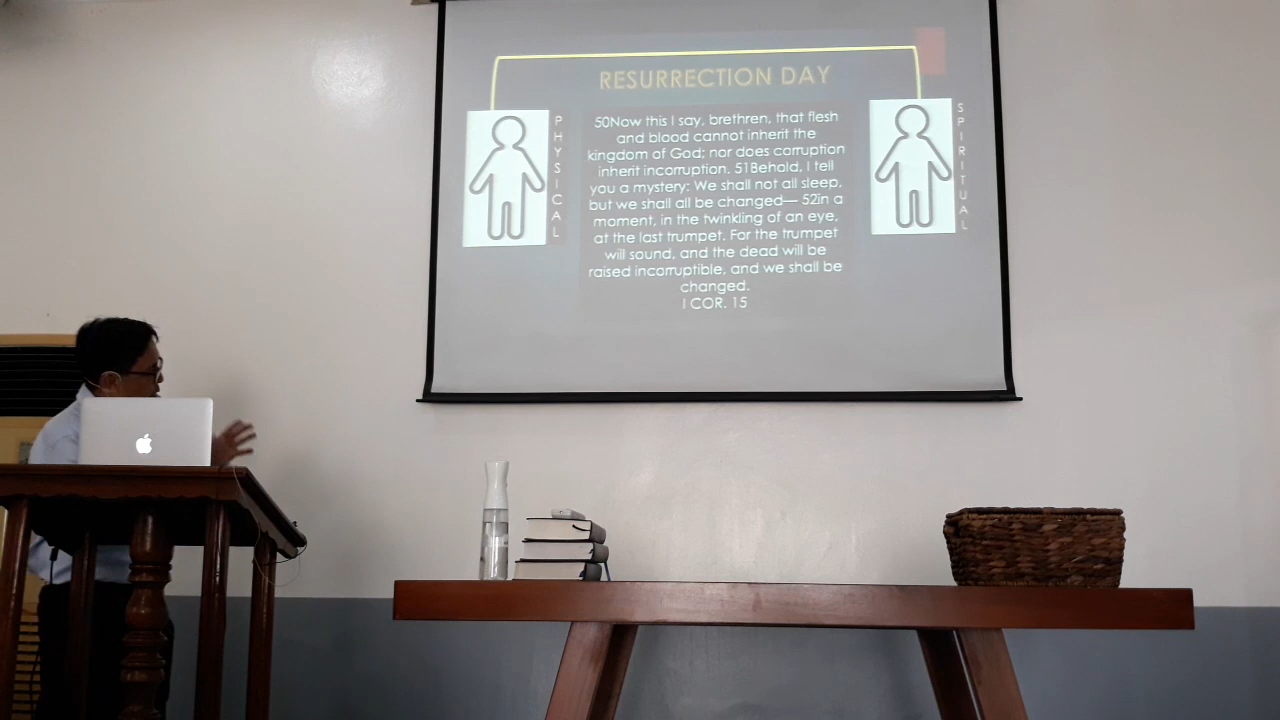 RESURRECTION DAY
PHYSICAL
50Now this I say, brethren, that flesh
and blood cannot inherit the
kingdom of God; nor does corruption
inherit incorruption. 51Behold, I tell
you a mystery: We shall not all sleep,
but we shall all be changed— 52in a
moment, in the twinkling of an eye,
at the last trumpet. For the trumpet
will sound, and the dead will be
raised incorruptible, and we shall be
changed.
I COR. 15
SPIRITUAL